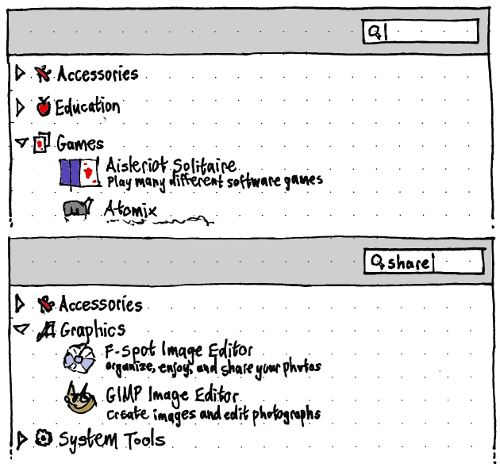 Accessories
Education
Games
Aisleriot Solitaire
Play many different software games
Atomix
share
Accessories
Graphics
F-Spot Image Editor
organize, enjoy, and share your photos
GIMP Image Editor
create images and edit photographs
System Tools